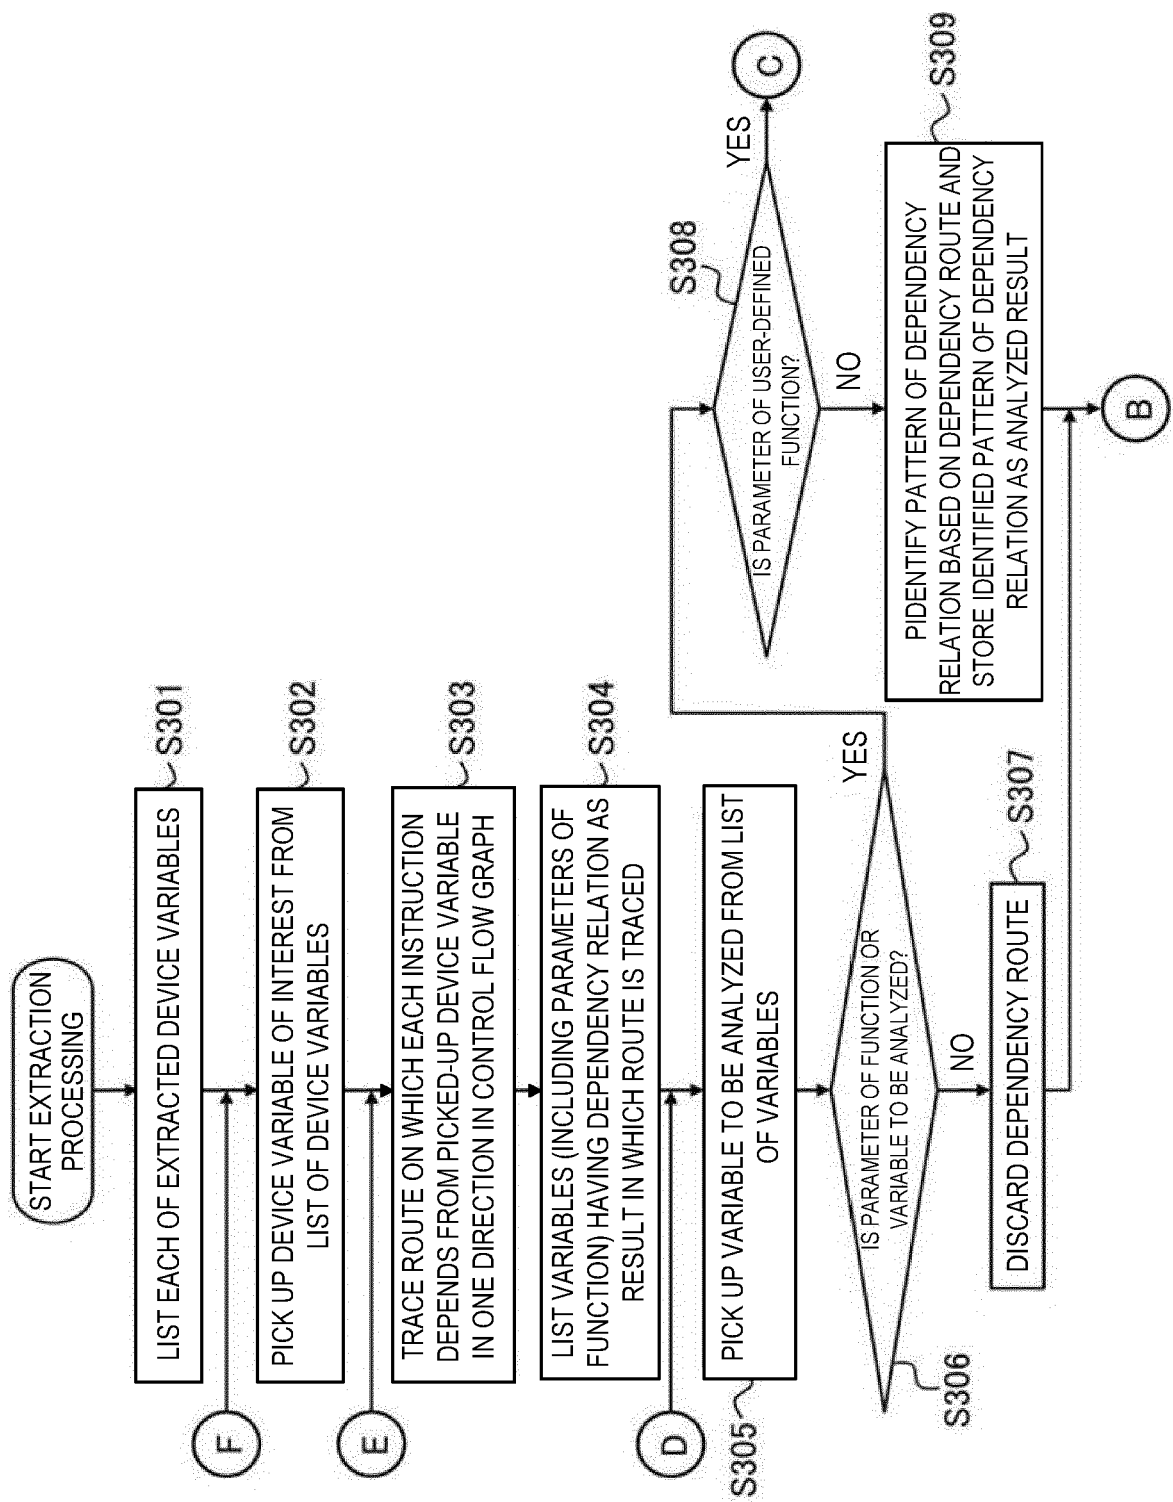 START EXTRACTION
PROCESSING
LIST EACH OF EXTRACTED DEVICE VARIABLES
S301
F
PICK UP DEVICE VARIABLE OF INTEREST FROM
LIST OF DEVICE VARIABLES
S302
E
TRACE ROUTE ON WHICH EACH INSTRUCTION
DEPENDS FROM PICKED-UP DEVICE VARIABLE
IN ONE DIRECTION IN CONTROL FLOW GRAPH
S303
LIST VARIABLES (INCLUDING PARAMETERS OF
FUNCTION) HAVING DEPENDENCY RELATION AS
RESULT IN WHICH ROUTE IS TRACED
S304
D
PICK UP VARIABLE TO BE ANALYZED FROM LIST
OF VARIABLES
S305
IS PARAMETER OF FUNCTION OR
VARIABLE TO BE ANALYZED?
S306
YES
NO
DISCARD DEPENDENCY ROUTE
S307
IS PARAMETER OF USER-DEFINED
FUNCTION?
S308
YES
C
NO
PIDENTIFY PATTERN OF DEPENDENCY
RELATION BASED ON DEPENDENCY ROUTE AND
STORE IDENTIFIED PATTERN OF DEPENDENCY
RELATION AS ANALYZED RESULT
S309
B